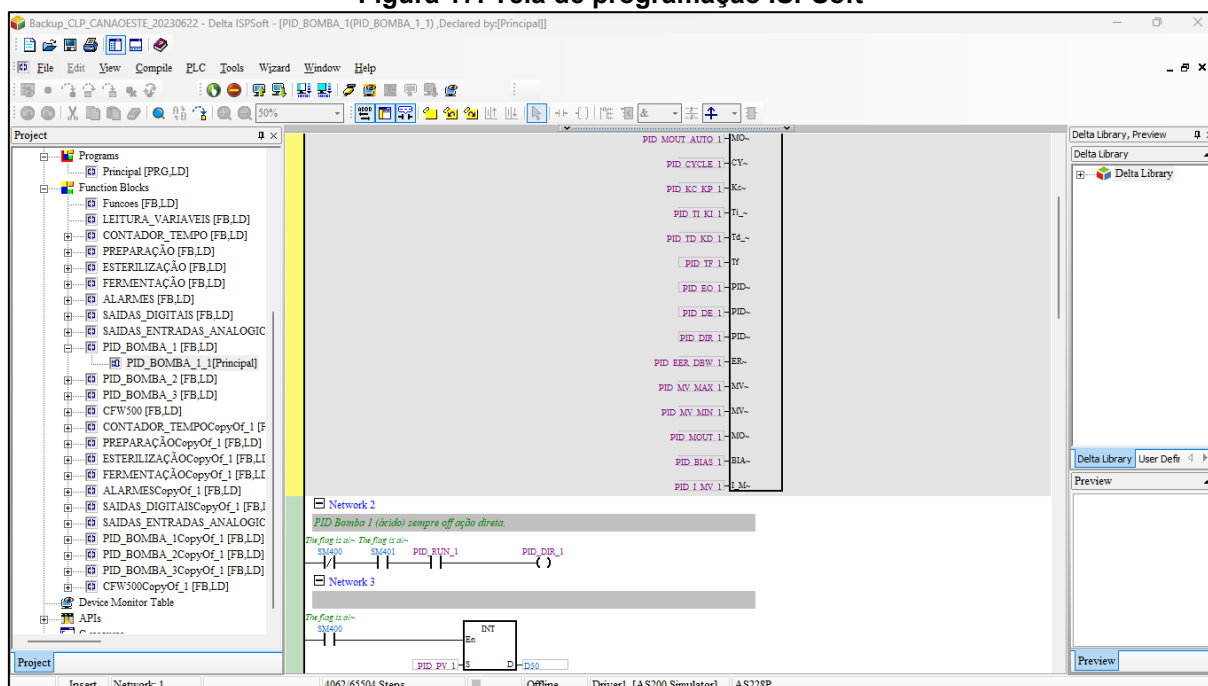 Figura 17: Tela de programação ISPSoft
Backup_CLP_CANAOESTE_20230622 - Delta ISPSoft - [PID_BOMBA_1(PID_BOMBA_1_1) ,Declared by:[Principal]]
File Edit View Compile PLC Tools Wizard Window Help
50%
&
Project
Programs
Principal [PRG,LD]
Function Blocks
Funcoes [FB,LD]
LEITURA_VARIAVEIS [FB,LD]
CONTADOR_TEMPO [FB,LD]
PREPARAÇÃO [FB,LD]
ESTERILIZAÇÃO [FB,LD]
FERMENTAÇÃO [FB,LD]
ALARMES [FB,LD]
SAIDAS_DIGITAIS [FB,LD]
SAIDAS_ENTRADAS_ANALOGIC
PID_BOMBA_1 [FB,LD]
PID_BOMBA_1_1[Principal]
PID_BOMBA_2 [FB,LD]
PID_BOMBA_3 [FB,LD]
CFW500 [FB,LD]
CONTADOR_TEMPOCopyOf_1 [F
PREPARAÇÃOCopyOf_1 [FB,LD]
ESTERILIZAÇÃOCopyOf_1 [FB,LI
FERMENTAÇÃOCopyOf_1 [FB,LI
ALARMESCopyOf_1 [FB,LD]
SAIDAS_DIGITAISCopyOf_1 [FB,I
SAIDAS_ENTRADAS_ANALOGIC
PID_BOMBA_1CopyOf_1 [FB,LD]
PID_BOMBA_2CopyOf_1 [FB,LD]
PID_BOMBA_3CopyOf_1 [FB,LD]
CFW500CopyOf_1 [FB,LD]
Device Monitor Table
APIs
Project
PID_MOUT_AUTO_1 MO~
PID_CYCLE_1 CY~
PID_KC_KP_1 Kc~
PID_TI_KI_1 Ti_~
PID_TD_KD_1 Td_~
PID_TF_1 Tf
PID_EO_1 PID~
PID_DE_1 PID~
PID_DIR_1 PID~
PID_EER_DBW_1 ER~
PID_MV_MAX_1 MV~
PID_MV_MIN_1 MV~
PID_MOUT_1 MO~
PID_BIAS_1 BIA~
PID_I_MV_1 I_M~
Network 2
PID Bomba 1 (ácido) sempre off ação direta.
The flag is al~ The flag is al~
SM400 SM401 PID_RUN_1 PID_DIR_1
Network 3
The flag is al~
SM400 INT
En
PID_PV_1 S D D50
Delta Library, Preview
Delta Library
Delta Library
Delta Library User Defir
Preview
Preview
Insert Network: 1 4062/65504 Steps Offline Driver1, [AS200 Simulator] AS228P